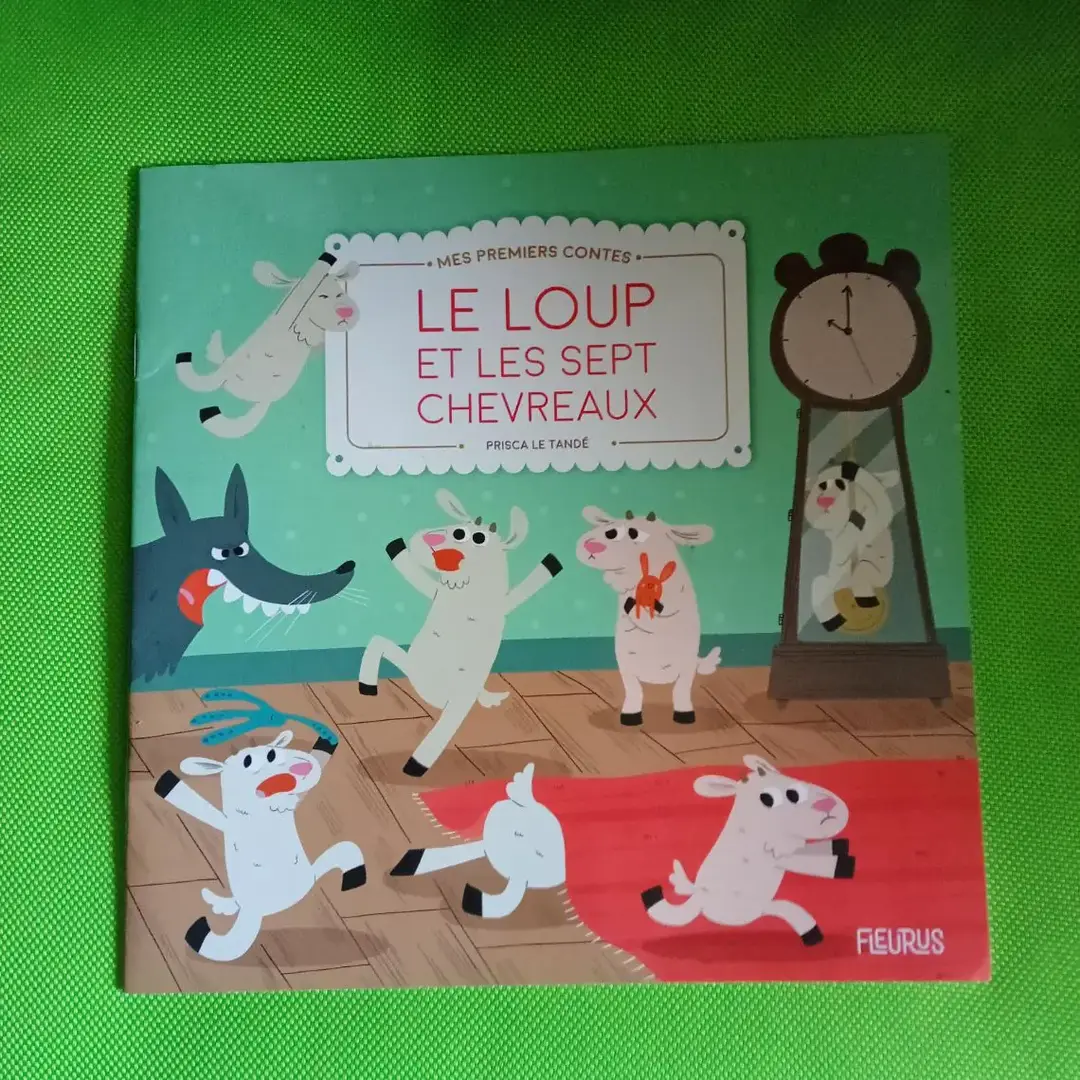 • MES PREMIERS CONTES •
LE LOUP
ET LES SEPT
CHEVREAUX
PRISCA LE TANDÉ
FLEURUS